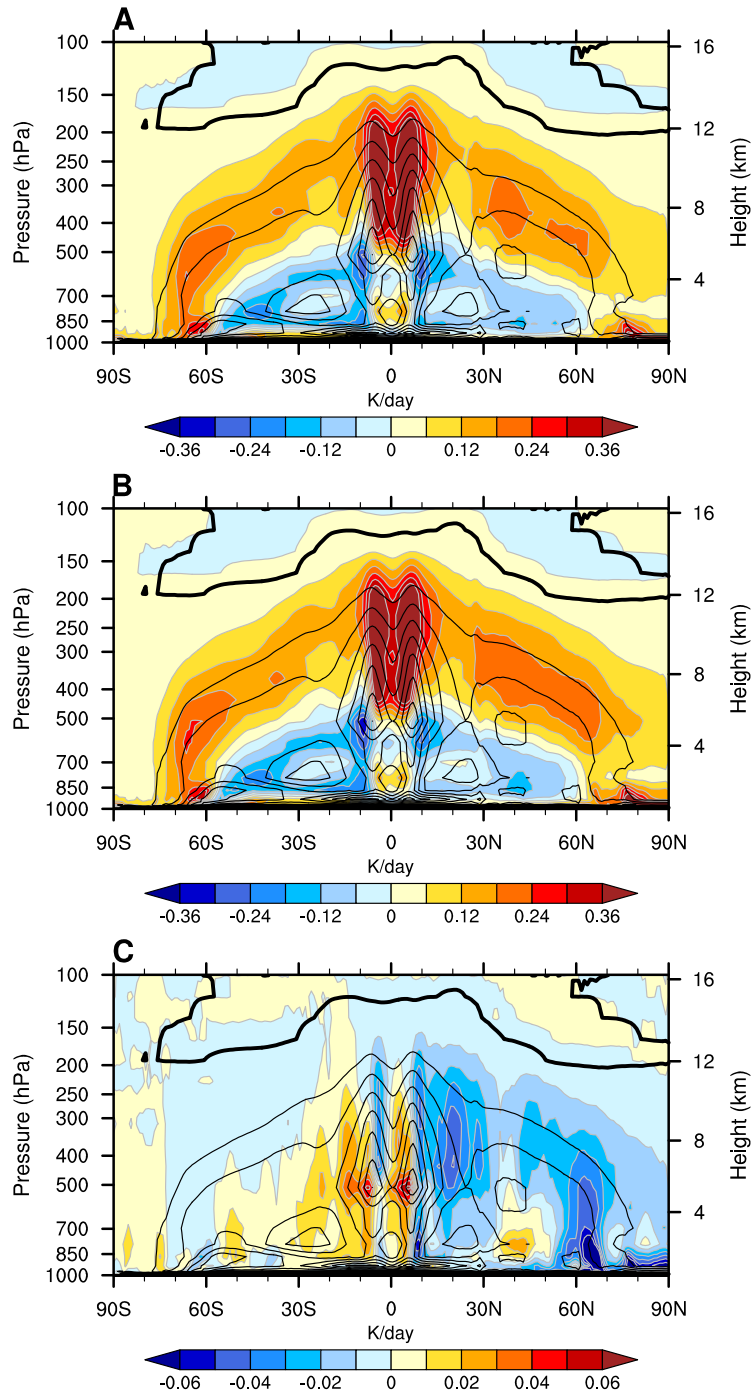 A
100
150
200
250
300
400
500
700
850
1000
Pressure (hPa)
16
12
8
4
Height (km)
90S 60S 30S 0 30N 60N 90N
K/day
-0.36 -0.24 -0.12 0 0.12 0.24 0.36
B
100
150
200
250
300
400
500
700
850
1000
Pressure (hPa)
16
12
8
4
Height (km)
90S 60S 30S 0 30N 60N 90N
K/day
-0.36 -0.24 -0.12 0 0.12 0.24 0.36
C
100
150
200
250
300
400
500
700
850
1000
Pressure (hPa)
16
12
8
4
Height (km)
90S 60S 30S 0 30N 60N 90N
K/day
-0.06 -0.04 -0.02 0 0.02 0.04 0.06